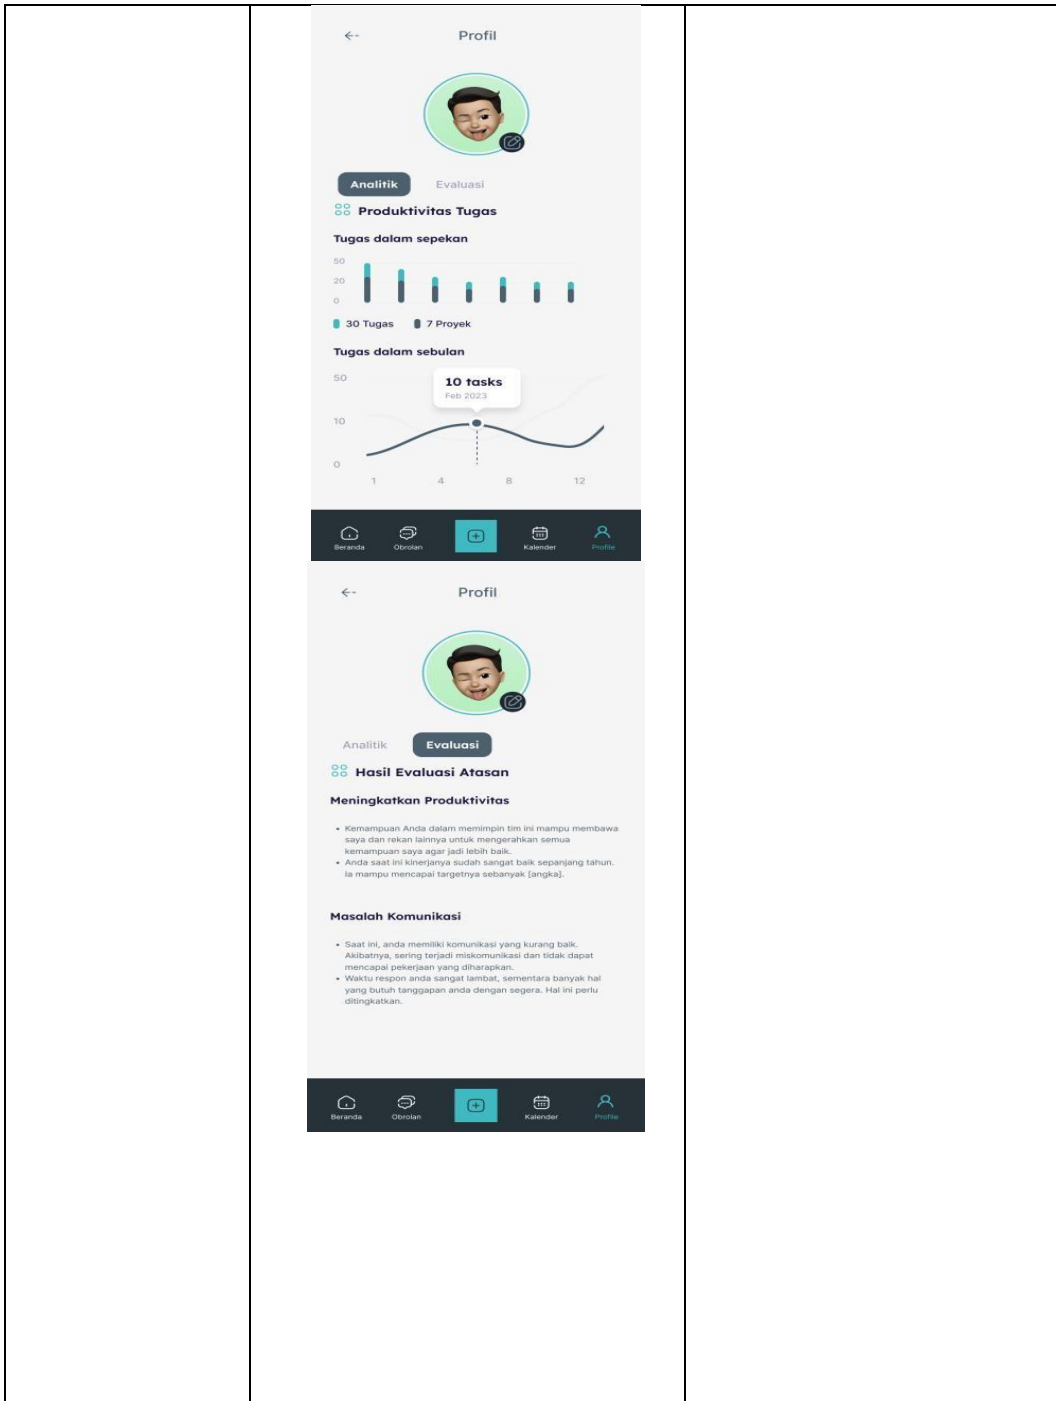 Profil
Analitik Evaluasi
Produktivitas Tugas
Tugas dalam sepekan
50
20
0
30 Tugas 7 Proyek
Tugas dalam sebulan
50
10 tasks
Feb 2023
10
0
1 4 8 12
Beranda Obrolan Kalender Profile
Profil
Analitik Evaluasi
Hasil Evaluasi Atasan
Meningkatkan Produktivitas
• Kemampuan Anda dalam memimpin tim ini mampu membawa
saya dan rekan lainnya untuk mengerahkan semua
kemampuan saya agar jadi lebih baik.
• Anda saat ini kinerjanya sudah sangat baik sepanjang tahun.
Ia mampu mencapai targetnya sebanyak [angka].
Masalah Komunikasi
• Saat ini, anda memiliki komunikasi yang kurang baik.
Akibatnya, sering terjadi miskomunikasi dan tidak dapat
mencapai pekerjaan yang diharapkan.
• Waktu respon anda sangat lambat, sementara banyak hal
yang butuh tanggapan anda dengan segera. Hal ini perlu
ditingkatkan.
Beranda Obrolan Kalender Profile